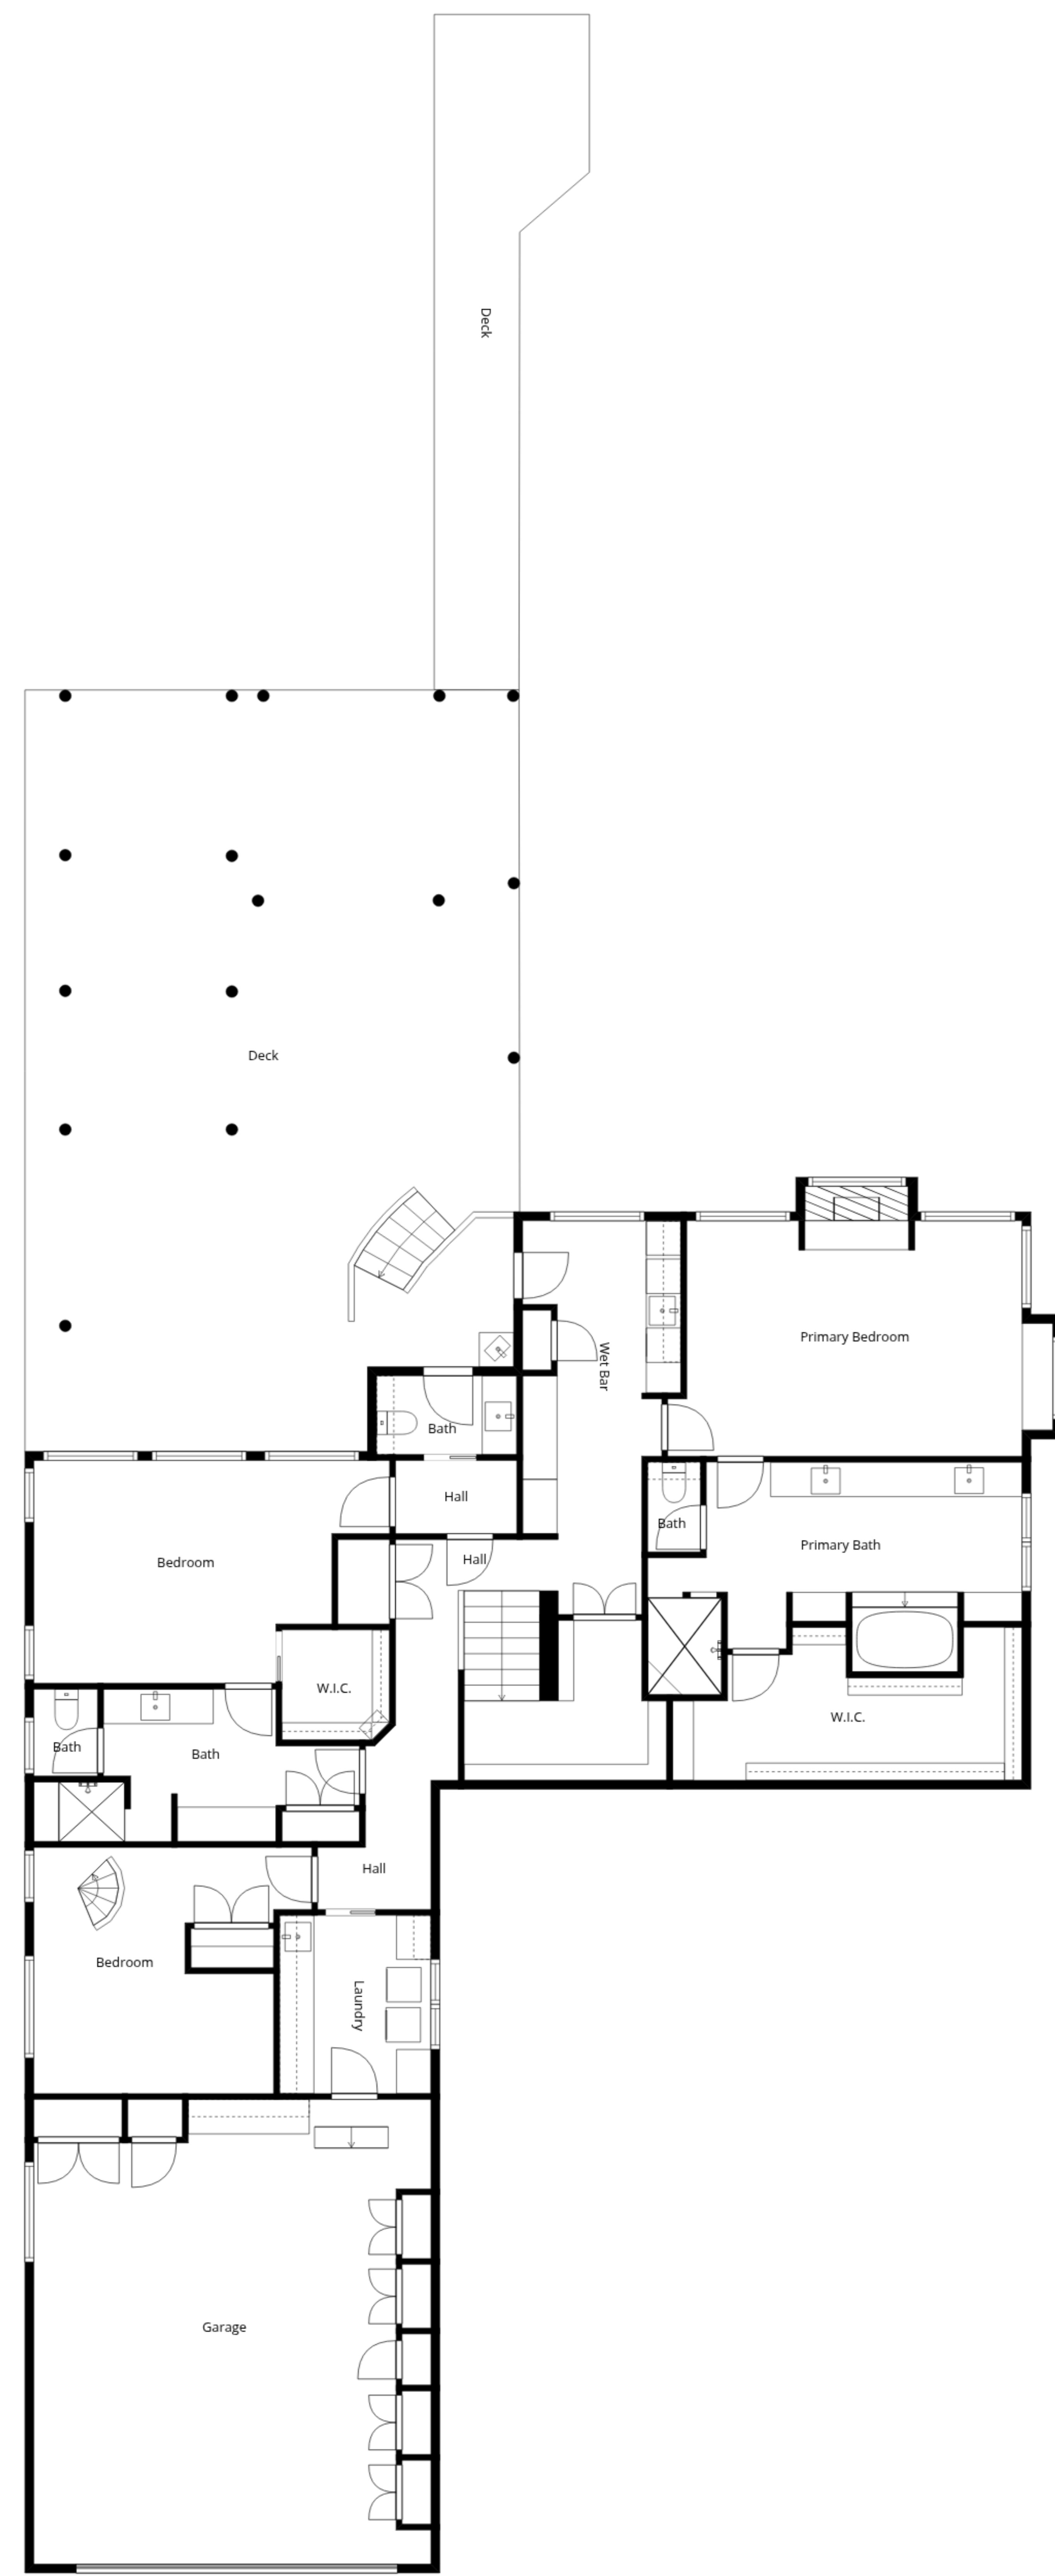 Deck
Deck
Primary Bedroom
Wet Bar
Bath
Hall
Bath
Primary Bath
Hall
Bedroom
W.I.C.
W.I.C.
Bath
Bath
Hall
Bedroom
Laundry
Garage